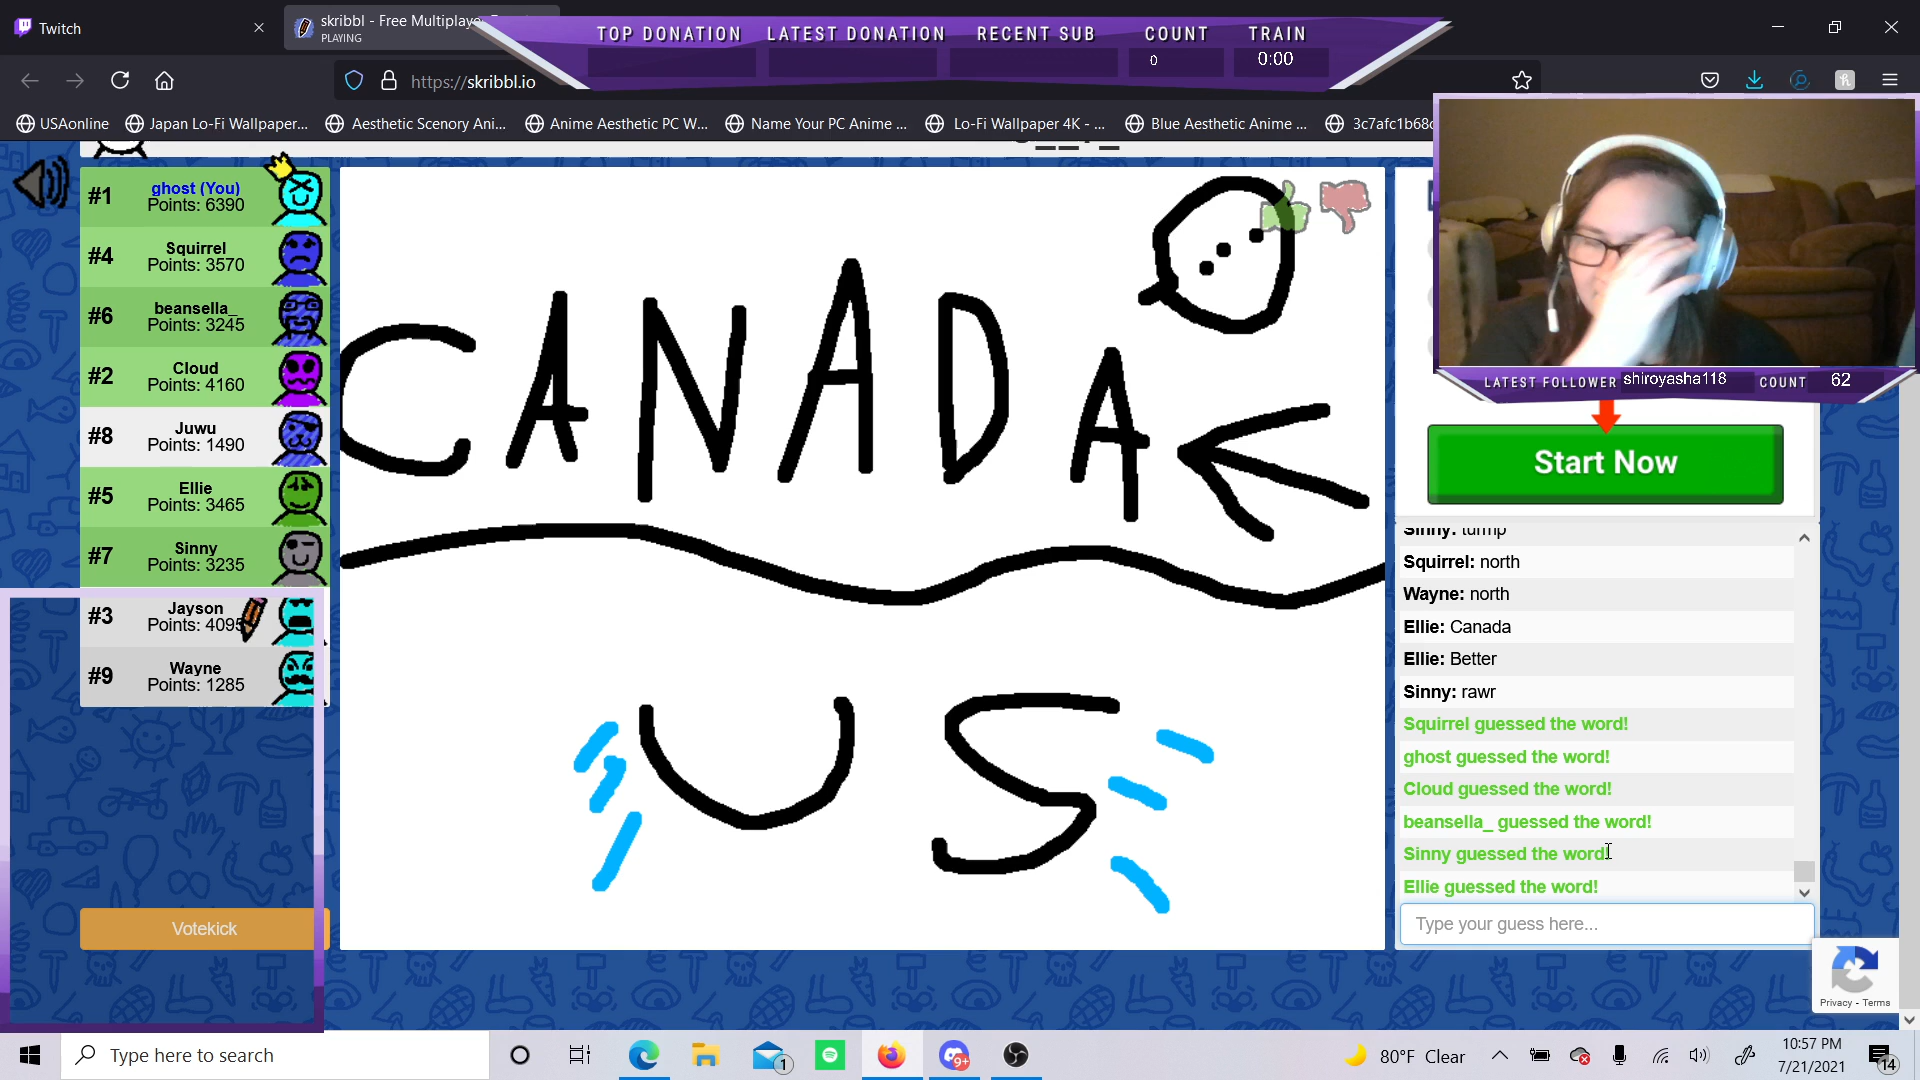 Twitch
skribbl - Free Multiplaye
PLAYING
TOP DONATION LATEST DONATION RECENT SUB COUNT TRAIN
0 0:00
https://skribbl.io
USAonline Japan Lo-Fi Wallpaper... Aesthetic Scenory Ani... Anime Aesthetic PC W... Name Your PC Anime ... Lo-Fi Wallpaper 4K - ... Blue Aesthetic Anime ... 3c7afc1b68
#1 ghost (You)
Points: 6390
#4 Squirrel
Points: 3570
#6 beansella_
Points: 3245
#2 Cloud
Points: 4160
#8 Juwu
Points: 1490
#5 Ellie
Points: 3465
#7 Sinny
Points: 3235
#3 Jayson
Points: 4095
#9 Wayne
Points: 1285
Votekick
CANADA
US
LATEST FOLLOWER shiroyasha118 COUNT 62
Start Now
Sinny: turmp
Squirrel: north
Wayne: north
Ellie: Canada
Ellie: Better
Sinny: rawr
Squirrel guessed the word!
ghost guessed the word!
Cloud guessed the word!
beansella_ guessed the word!
Sinny guessed the word!
Ellie guessed the word!
Type your guess here...
Privacy - Terms
Type here to search
1
9+
80°F Clear
10:57 PM
7/21/2021
14